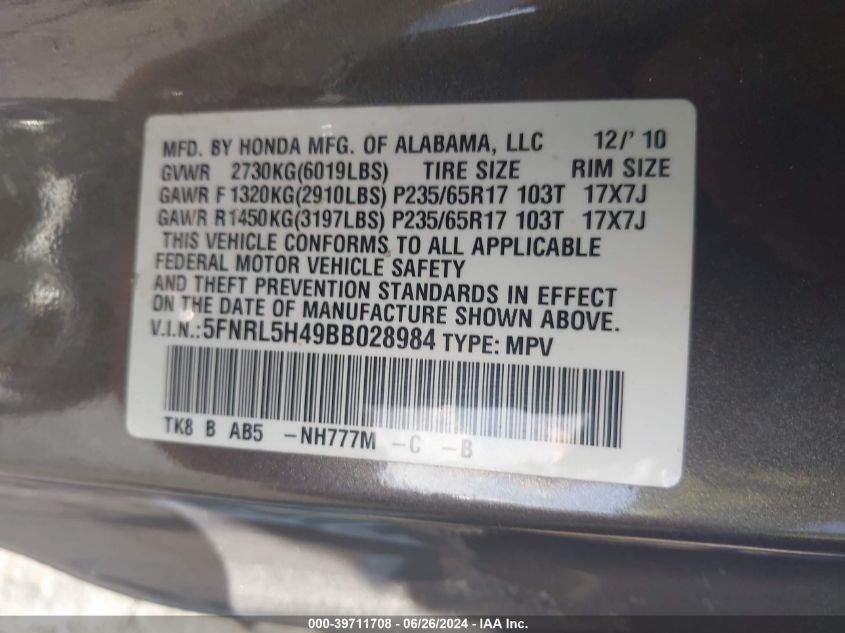 MFD. BY HONDA MFG. OF ALABAMA, LLC 12/' 10
GVWR 2730KG(6019LBS) TIRE SIZE RIM SIZE
GAWR F 1320KG(2910LBS) P235/65R17 103T 17X7J
GAWR R1450KG(3197LBS) P235/65R17 103T 17X7J
THIS VEHICLE CONFORMS TO ALL APPLICABLE
FEDERAL MOTOR VEHICLE SAFETY
AND THEFT PREVENTION STANDARDS IN EFFECT
ON THE DATE OF MANUFACTURE SHOWN ABOVE.
V.I.N.:5FNRL5H49BB028984 TYPE: MPV
TK8 B AB5 -NH777M -C -B
000-39711708 - 06/26/2024 - IAA Inc.